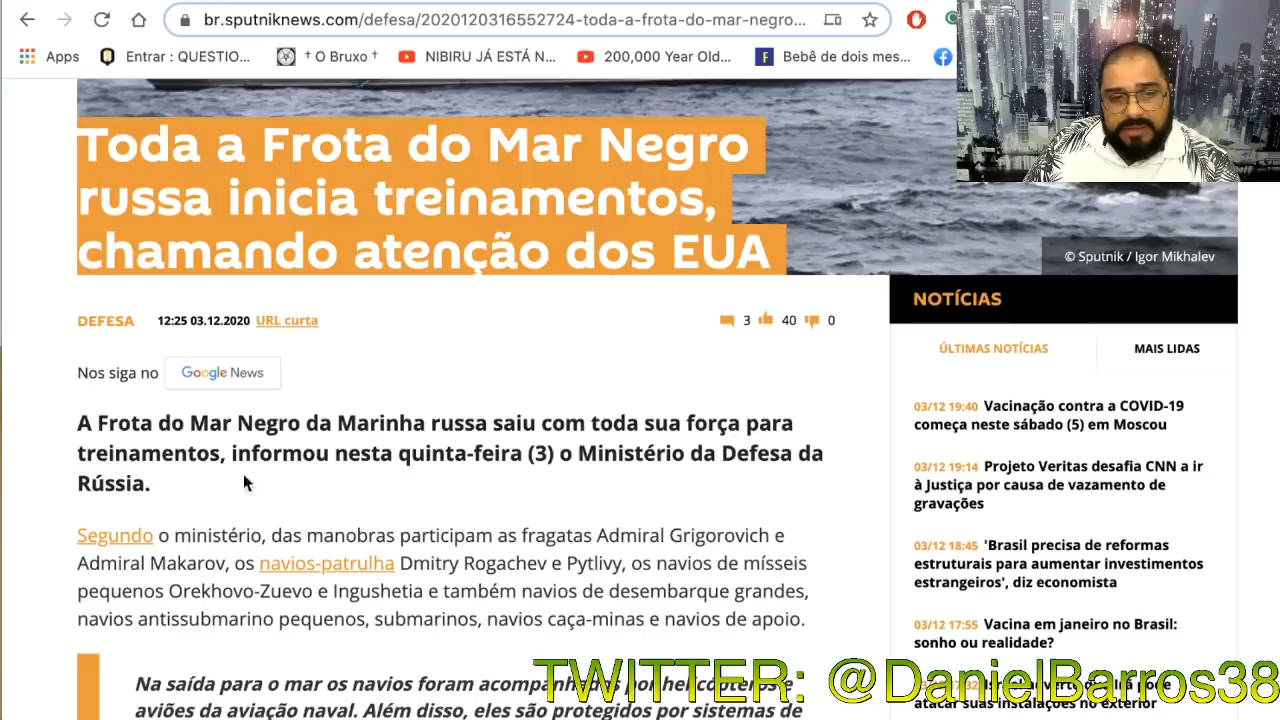 br.sputniknews.com/defesa/2020120316552724-toda-a-frota-do-mar-negro...
Apps
Entrar : QUESTIO...
† O Bruxo †
NIBIRU JÁ ESTÁ N...
200,000 Year Old...
Bebê de dois mes...
Toda a Frota do Mar Negro
russa inicia treinamentos,
chamando atenção dos EUA
© Sputnik / Igor Mikhalev
DEFESA
12:25 03.12.2020
URL curta
3
40
0
Nos siga no
Google News
A Frota do Mar Negro da Marinha russa saiu com toda sua força para
treinamentos, informou nesta quinta-feira (3) o Ministério da Defesa da
Rússia.
Segundo o ministério, das manobras participam as fragatas Admiral Grigorovich e
Admiral Makarov, os navios-patrulha Dmitry Rogachev e Pytlivy, os navios de mísseis
pequenos Orekhovo-Zuevo e Ingushetia e também navios de desembarque grandes,
navios antissubmarino pequenos, submarinos, navios caça-minas e navios de apoio.
Na saída para o mar os navios foram acompanhados por helicópteros e
aviões da aviação naval. Além disso, eles são protegidos por sistemas de
NOTÍCIAS
ÚLTIMAS NOTÍCIAS
MAIS LIDAS
03/12 19:40 Vacinação contra a COVID-19
começa neste sábado (5) em Moscou
03/12 19:14 Projeto Veritas desafia CNN a ir
à Justiça por causa de vazamento de
gravações
03/12 18:45 'Brasil precisa de reformas
estruturais para aumentar investimentos
estrangeiros', diz economista
03/12 17:55 Vacina em janeiro no Brasil:
sonho ou realidade?
atacar suas instalações no exterior
TWITTER: @DanielBarros38